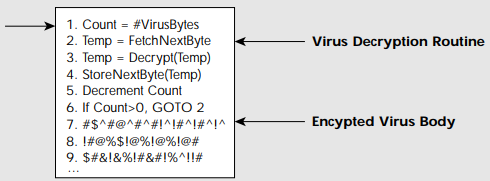 1. Count = #VirusBytes
2. Temp = FetchNextByte
3. Temp = Decrypt(Temp)
4. StoreNextByte(Temp)
5. Decrement Count
6. If Count>0, GOTO 2
7. #$^#@^#^#!^!#^!#^!^
8. !#@%$!@%!@%!@#
9. $#&!&%!#&#!%^!!#
...
Virus Decryption Routine
Encypted Virus Body